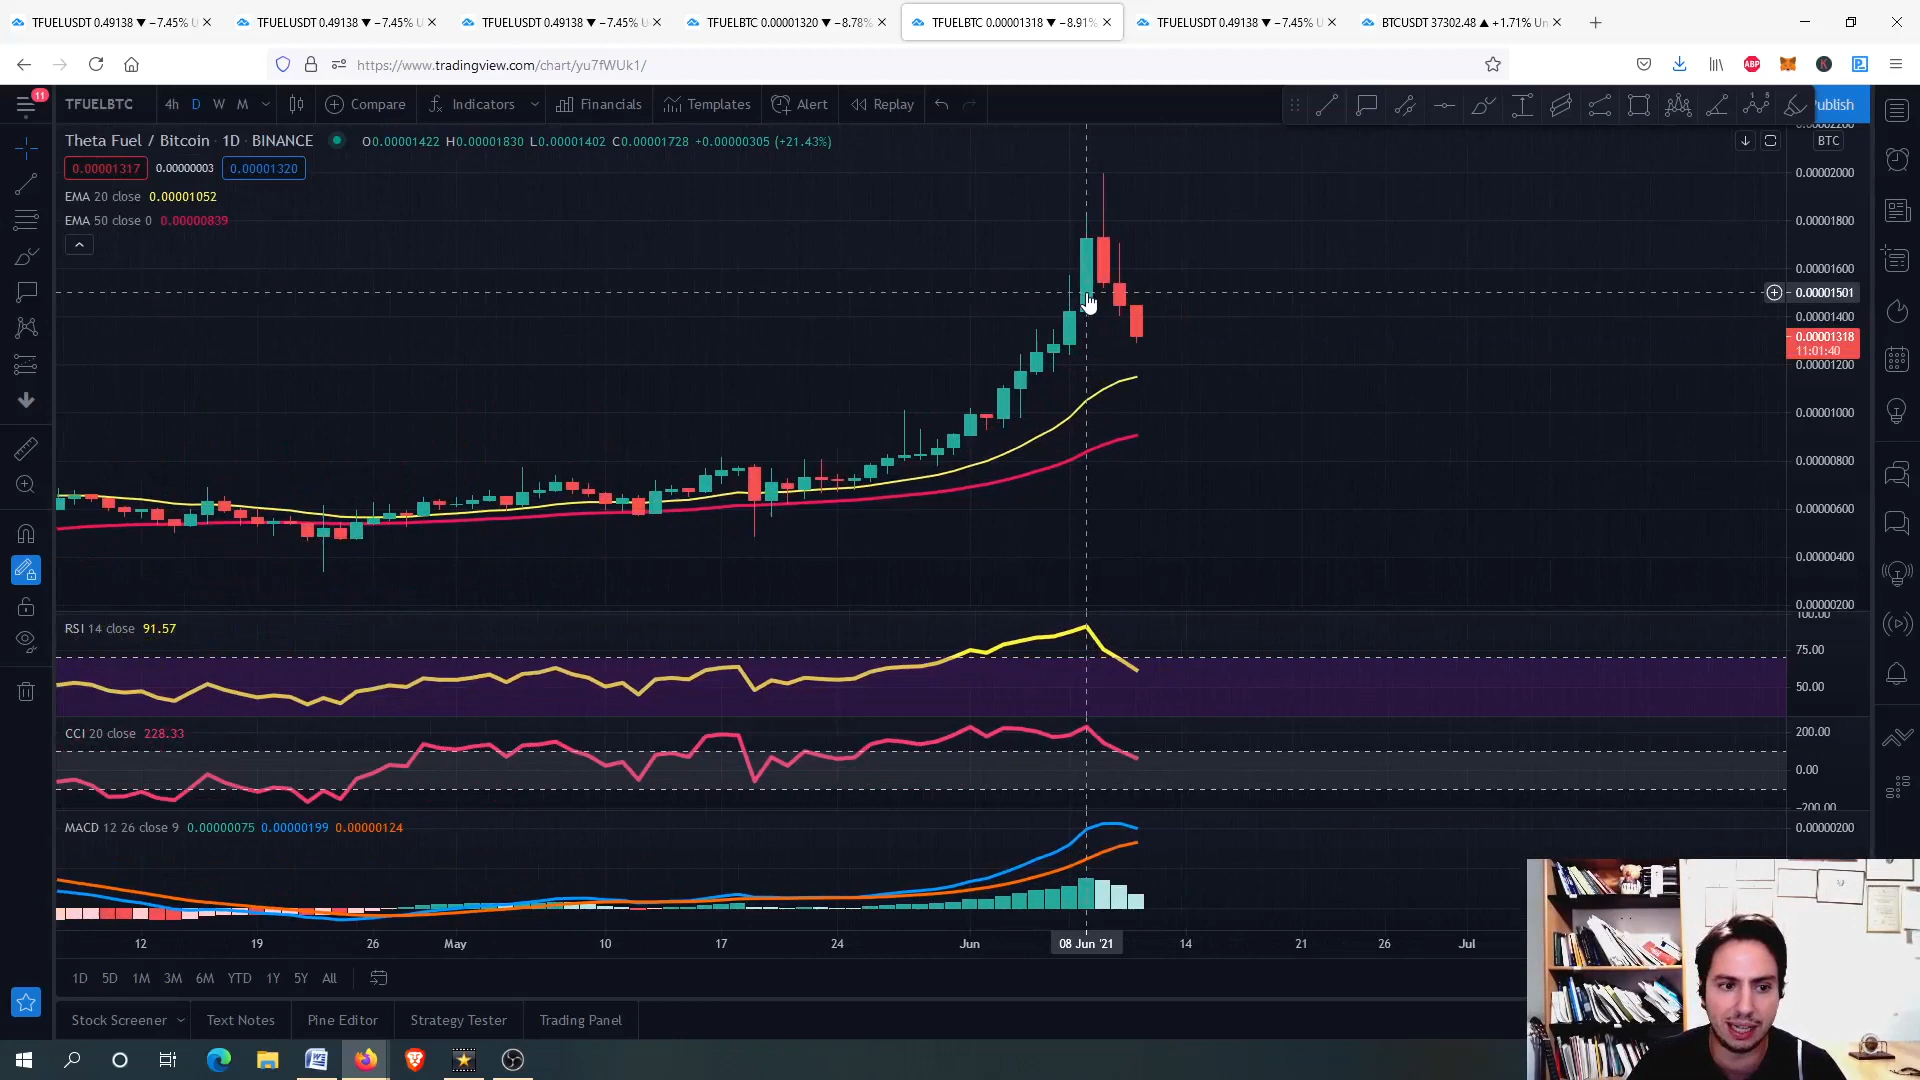 TFUELUSDT 0.49138 ▼ −7.45% U
TFUELUSDT 0.49138 ▼ −7.45% U
TFUELUSDT 0.49138 ▼ −7.45% U
TFUELBTC 0.00001320 ▼ −8.78%
TFUELBTC 0.00001318 ▼ −8.91%
TFUELUSDT 0.49138 ▼ −7.45% U
BTCUSDT 37302.48 ▲ +1.71% Un
https://www.tradingview.com/chart/yu7fWUk1/
ABP
K
11
TFUELBTC
4h
D
W
M
Compare
Indicators
Financials
Templates
Alert
Replay
Publish
Theta Fuel / Bitcoin · 1D · BINANCE
O0.00001422 H0.00001830 L0.00001402 C0.00001728 +0.00000305 (+21.43%)
BTC
0.00001317
0.00000003
0.00001320
EMA 20 close 0.00001052
EMA 50 close 0 0.00000839
0.00002200
0.00002000
0.00001800
0.00001600
0.00001501
0.00001400
0.00001318
11:01:40
0.00001200
0.00001000
0.00000800
0.00000600
0.00000400
0.00000200
RSI 14 close 91.57
100.00
75.00
50.00
CCI 20 close 228.33
200.00
0.00
−200.00
MACD 12 26 close 9 0.00000075 0.00000199 0.00000124
0.00000200
12
19
26
May
10
17
24
Jun
08 Jun '21
14
21
26
Jul
1D
5D
1M
3M
6M
YTD
1Y
5Y
All
Stock Screener
Text Notes
Pine Editor
Strategy Tester
Trading Panel